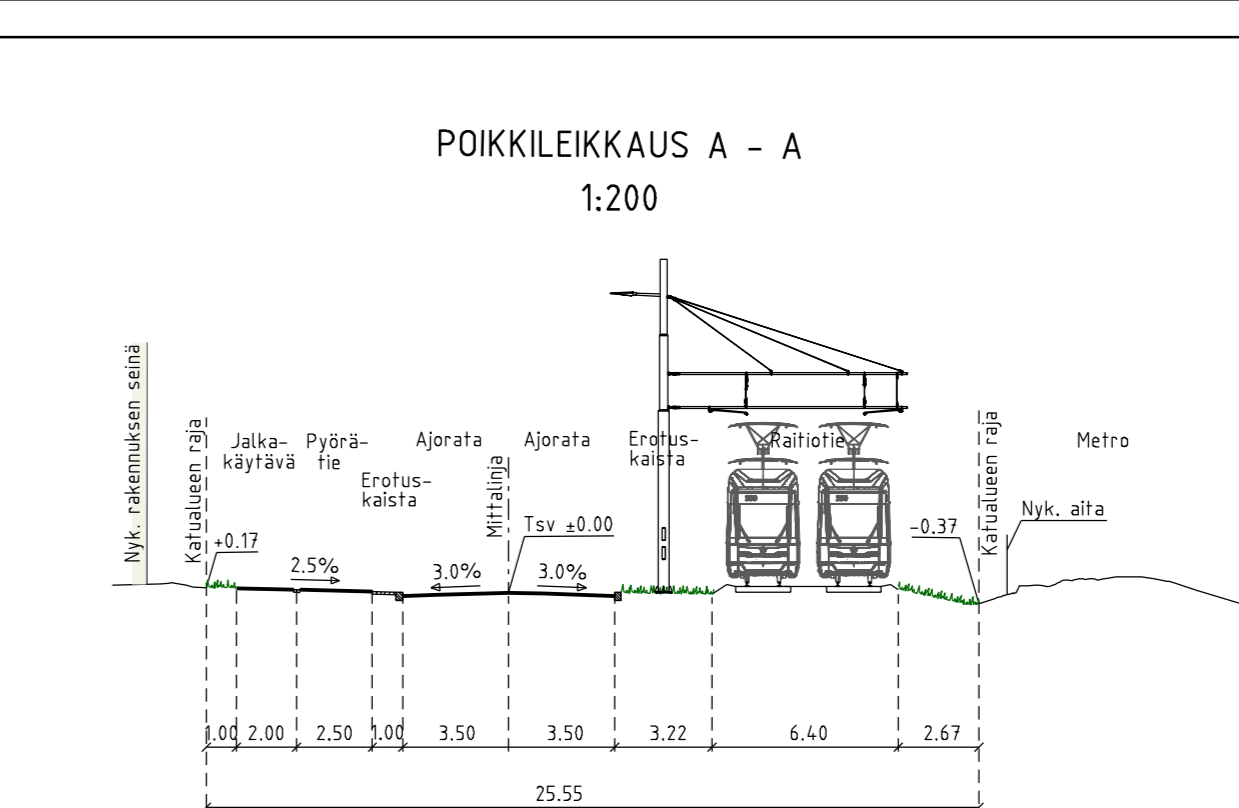 POIKKILEIKKAUS A - A
1:200
Nyk. rakennuksen seinä
Katualueen raja
Jalka-
käytävä
Pyörä-
tie
Erotus-
kaista
Ajorata
Mittalinja
Ajorata
Erotus-
kaista
Raitiotie
Katualueen raja
Metro
Nyk. aita
+0.17
2.5%
3.0%
3.0%
Tsv ±0.00
-0.37
1.00 2.00 2.50 1.00 3.50 3.50 3.22 6.40 2.67
25.55